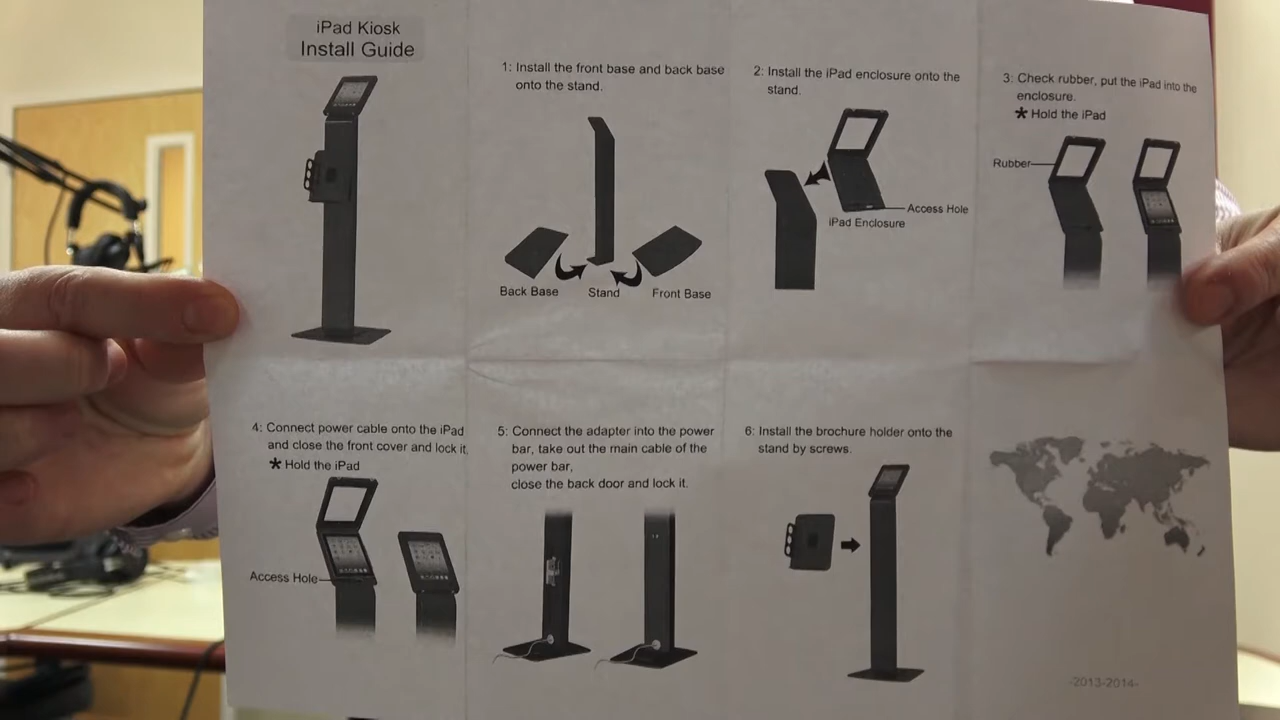 iPad Kiosk
Install Guide
1: Install the front base and back base
onto the stand.
Back Base
Stand
Front Base
2: Install the iPad enclosure onto the
stand.
Access Hole
iPad Enclosure
3: Check rubber, put the iPad into the
enclosure.
* Hold the iPad
Rubber
4: Connect power cable onto the iPad
and close the front cover and lock it.
* Hold the iPad
Access Hole
5: Connect the adapter into the power
bar, take out the main cable of the
power bar,
close the back door and lock it.
6: Install the brochure holder onto the
stand by screws.
-2013-2014-